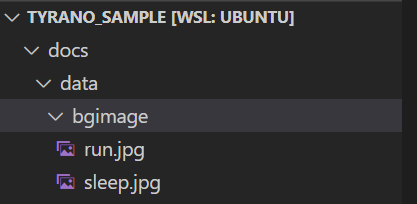 TYRANO_SAMPLE [WSL: UBUNTU]
docs
data
bgimage
run.jpg
sleep.jpg